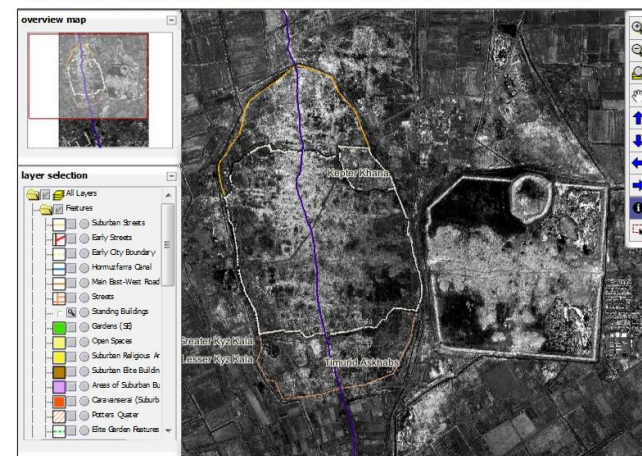 overview map
layer selection
All Layers
Features
Suburban Streets
Early Streets
Early City Boundary
Hormuzfarra Canal
Main East-West Road
Streets
Standing Buildings
Gardens (SE)
Open Spaces
Suburban Religious Ar
Suburban Elite Buildin
Areas of Suburban Bu
Caravanserai (Suburb
Potters Quater
Elite Garden Features
Kepter Khana
Greater Kyz Kala
Lesser Kyz Kala
Timurid Askhabs